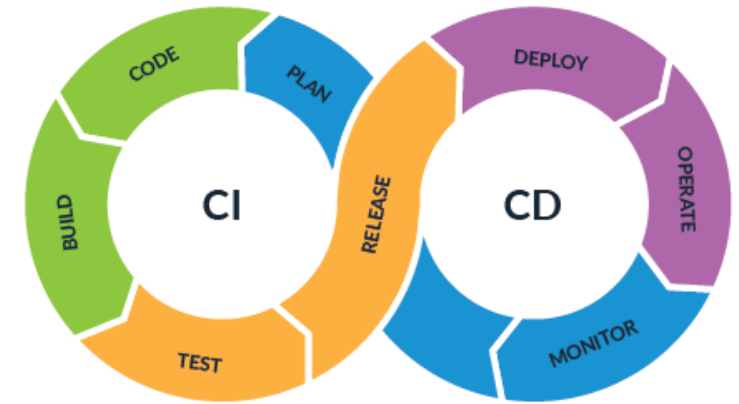 CODE
PLAN
DEPLOY
OPERATE
CI
CD
BUILD
RELEASE
TEST
MONITOR